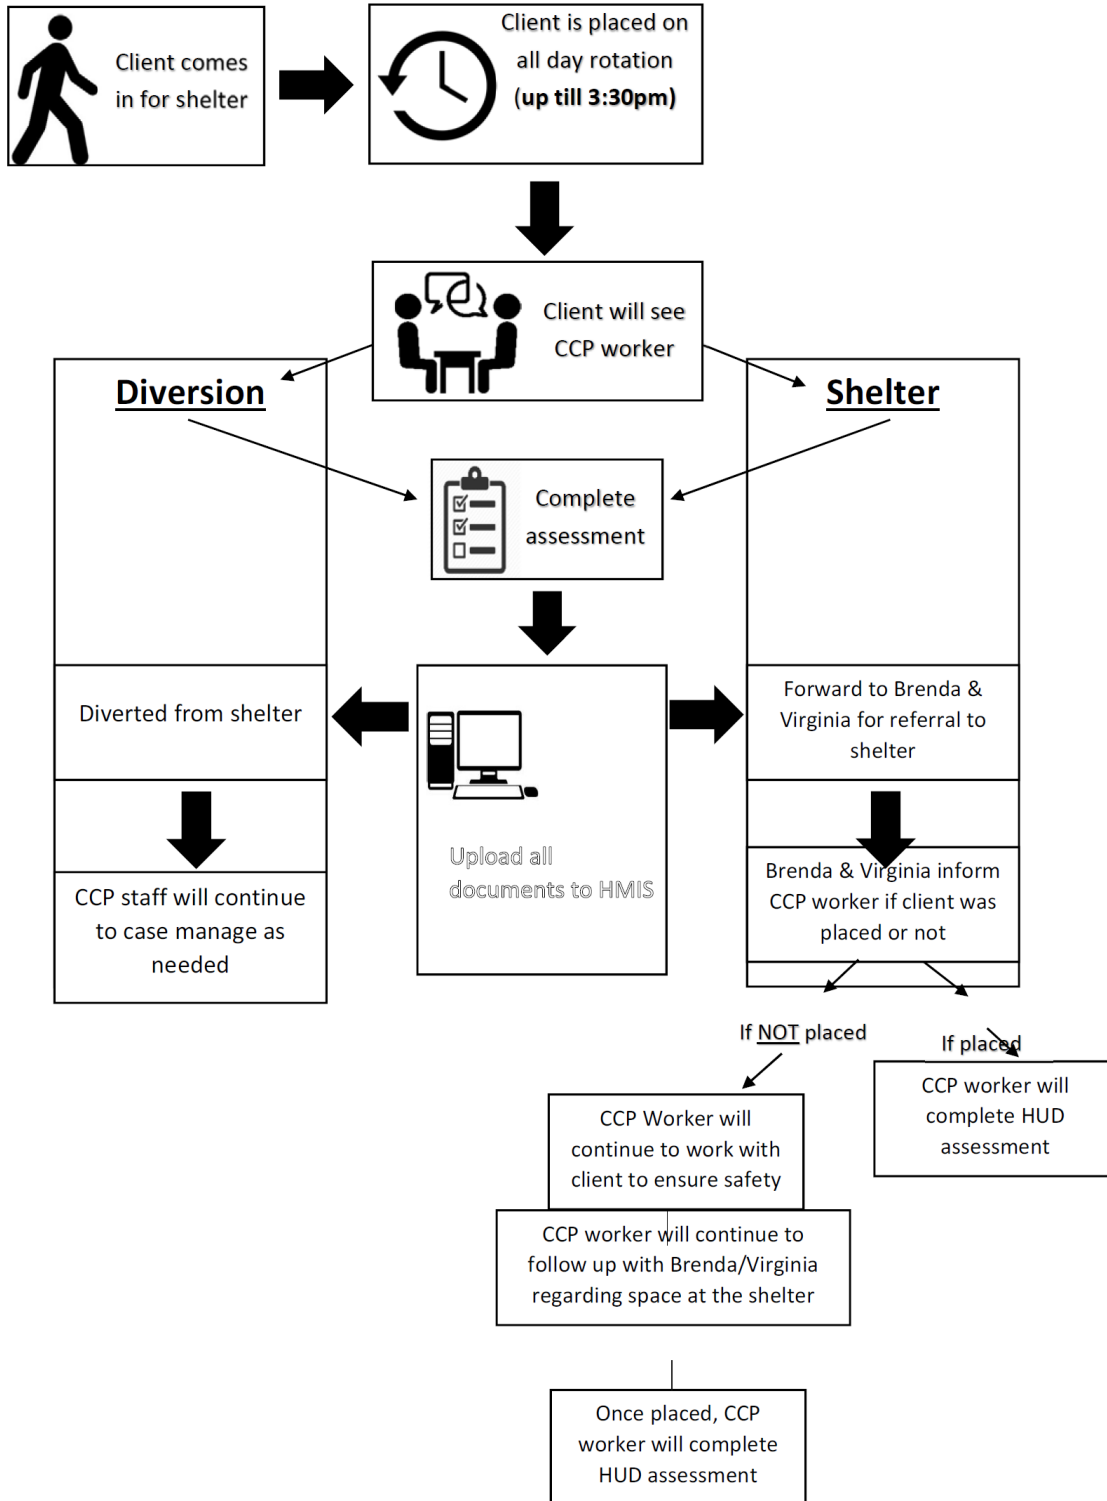 Client comes
in for shelter
Client is placed on
all day rotation
(up till 3:30pm)
Client will see
CCP worker
Diversion
Shelter
Complete
assessment
Diverted from shelter
Forward to Brenda &
Virginia for referral to
shelter
Upload all
documents to HMIS
CCP staff will continue
to case manage as
needed
Brenda & Virginia inform
CCP worker if client was
placed or not
If NOT placed
If placed
CCP Worker will
continue to work with
client to ensure safety
CCP worker will
complete HUD
assessment
CCP worker will continue to
follow up with Brenda/Virginia
regarding space at the shelter
Once placed, CCP
worker will complete
HUD assessment